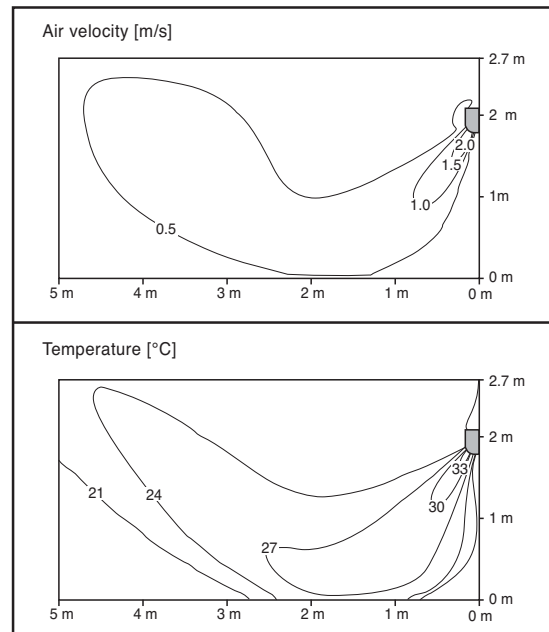 Air velocity [m/s]
2.7 m
2 m
2.0
1.5
1.0
1m
0.5
0 m
5 m 4 m 3 m 2 m 1 m 0 m
Temperature [°C]
2.7 m
2 m
33
21 24 30
1 m
27
0 m
5 m 4 m 3 m 2 m 1 m 0 m